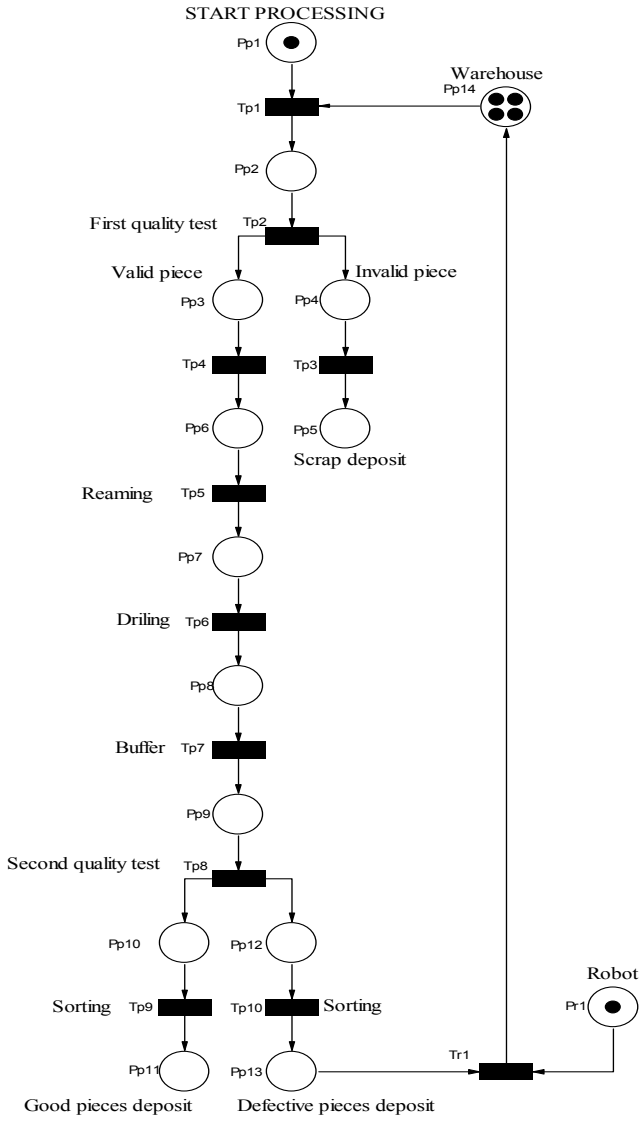 START PROCESSING
Pp1
Warehouse
Pp14
Tp1
Pp2
First quality test
Tp2
Valid piece
Invalid piece
Pp3
Pp4
Tp4
Tp3
Pp6
Pp5
Scrap deposit
Reaming
Tp5
Pp7
Driling
Tp6
Pp8
Buffer
Tp7
Pp9
Second quality test
Tp8
Pp10
Pp12
Robot
Sorting
Tp9
Tp10
Sorting
Pr1
Tr1
Pp11
Pp13
Good pieces deposit
Defective pieces deposit